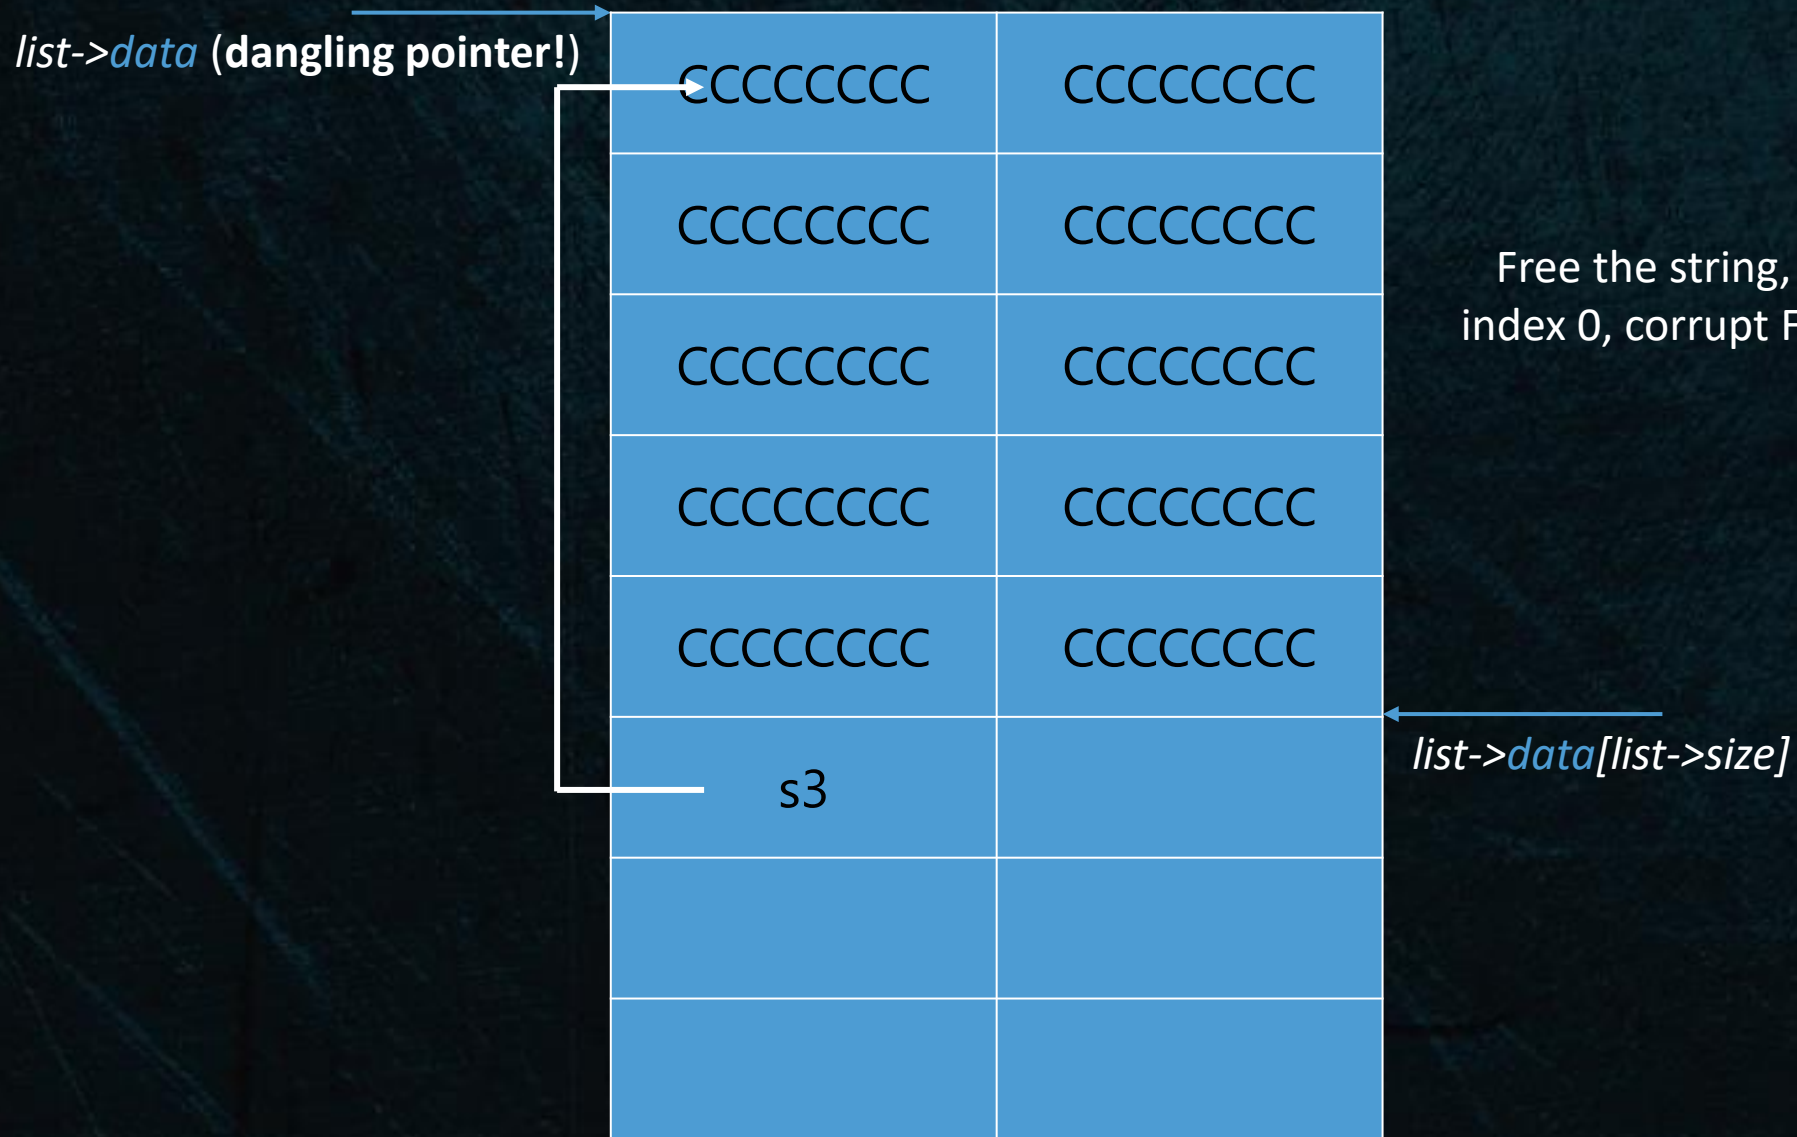 list->data (dangling pointer!)
CCCCCCCC CCCCCCCC
CCCCCCCC CCCCCCCC
Free the string,
index 0, corrupt F
CCCCCCCC CCCCCCCC
CCCCCCCC CCCCCCCC
CCCCCCCC CCCCCCCC
list->data[list->size]
s3